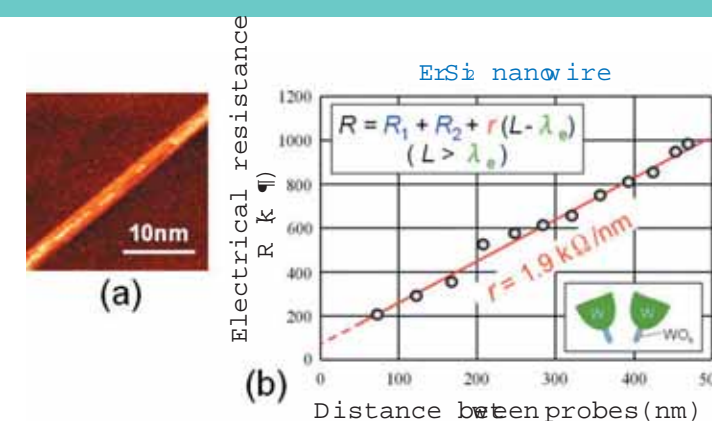 10nm
(a)
ErSi2 nanowire
Electrical resistance
R (k¶)
1200
1000
800
600
400
200
0
R = R1 + R2 + r(L-λe)
(L > λe)
r = 1.9 kΩ/nm
W W
WOx
0 100 200 300 400 500
(b)
Distance between probes(nm)